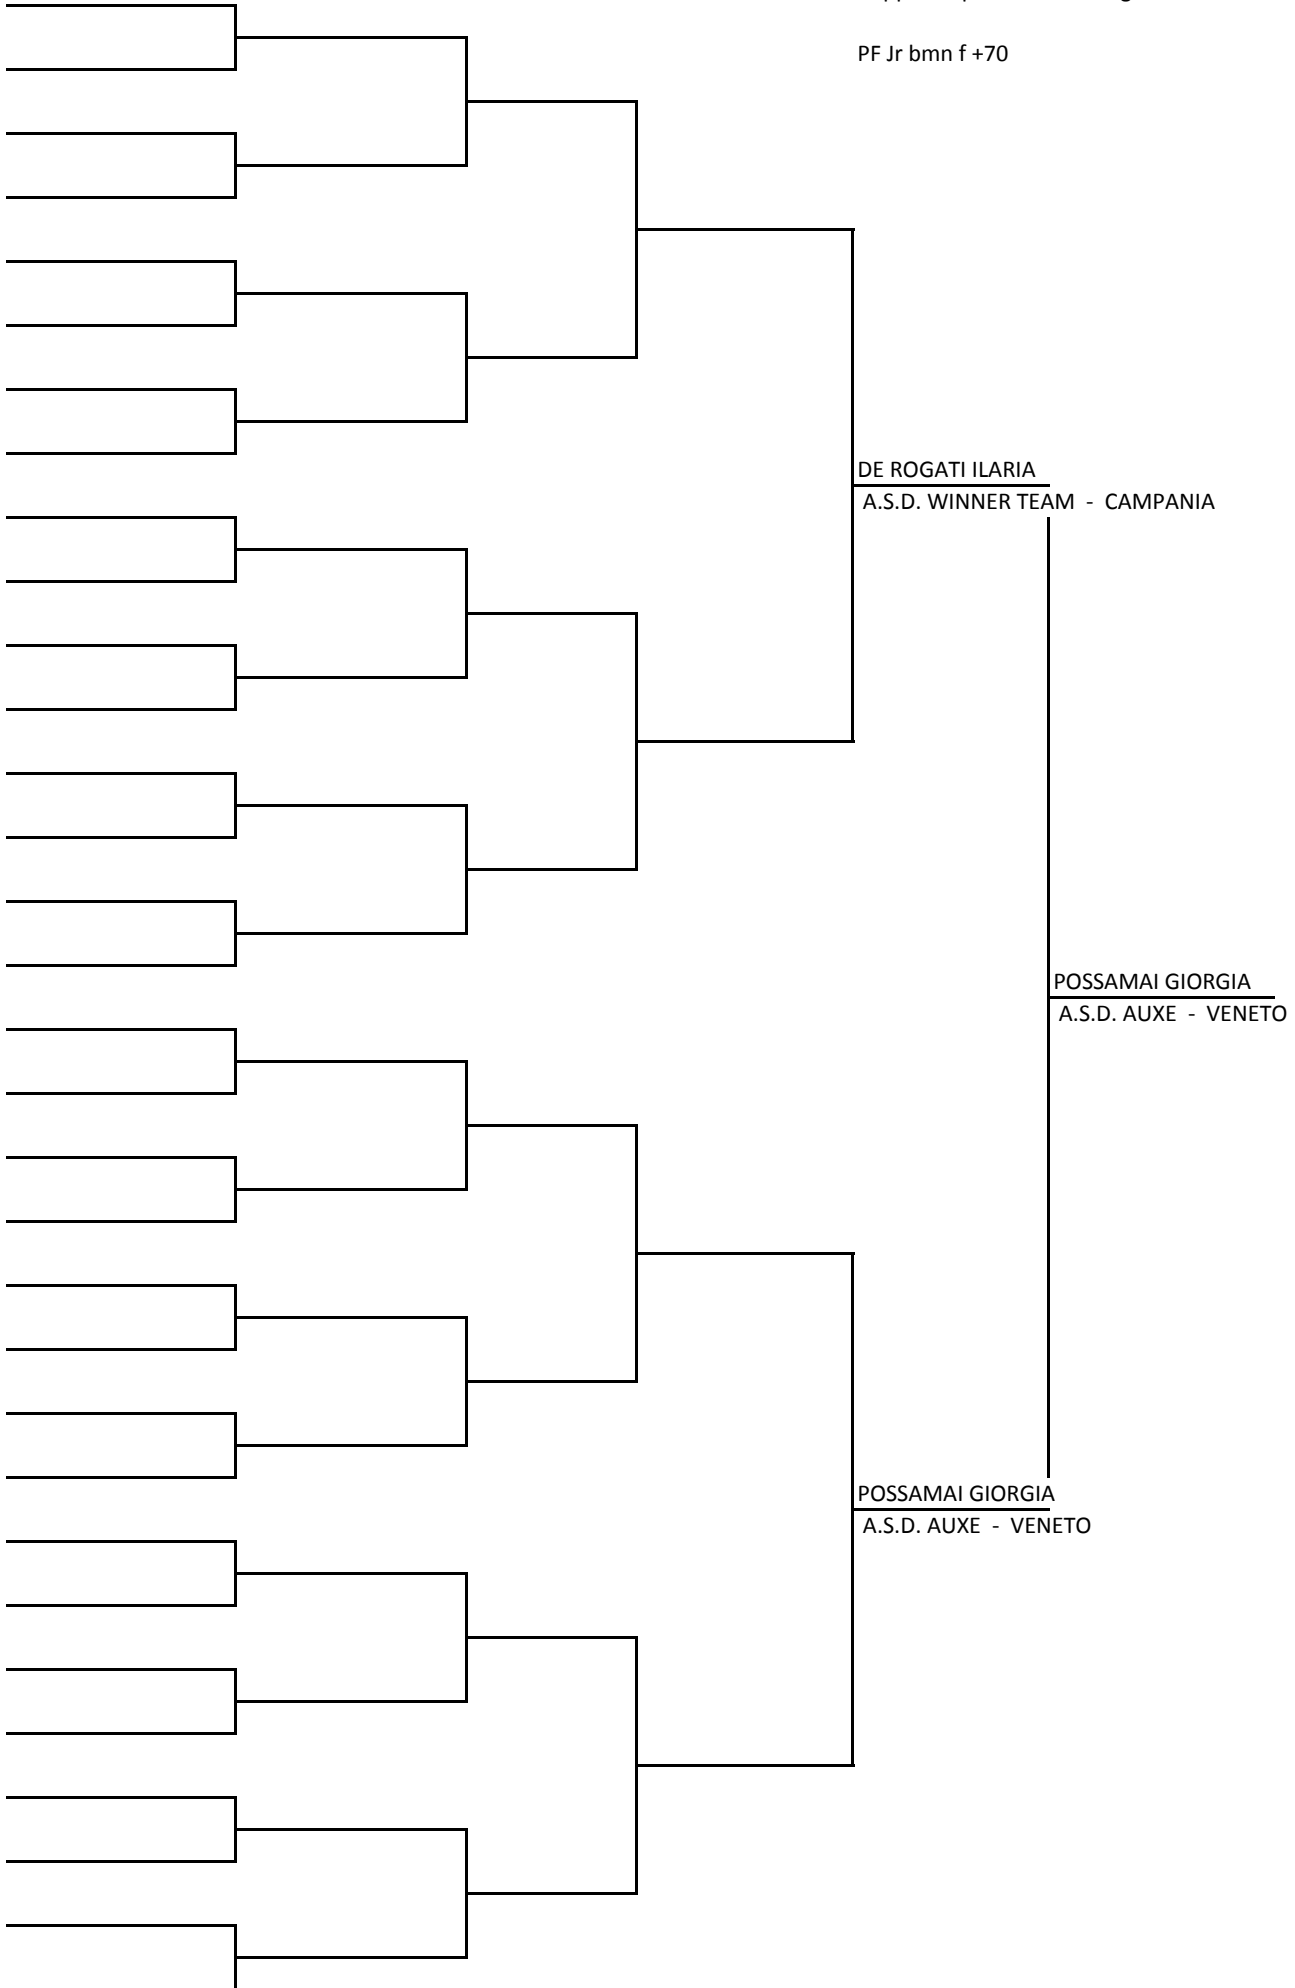 PF Jr bmn f +70
DE ROGATI ILARIA
A.S.D. WINNER TEAM - CAMPANIA
POSSAMAI GIORGIA
A.S.D. AUXE - VENETO
POSSAMAI GIORGIA
A.S.D. AUXE - VENETO